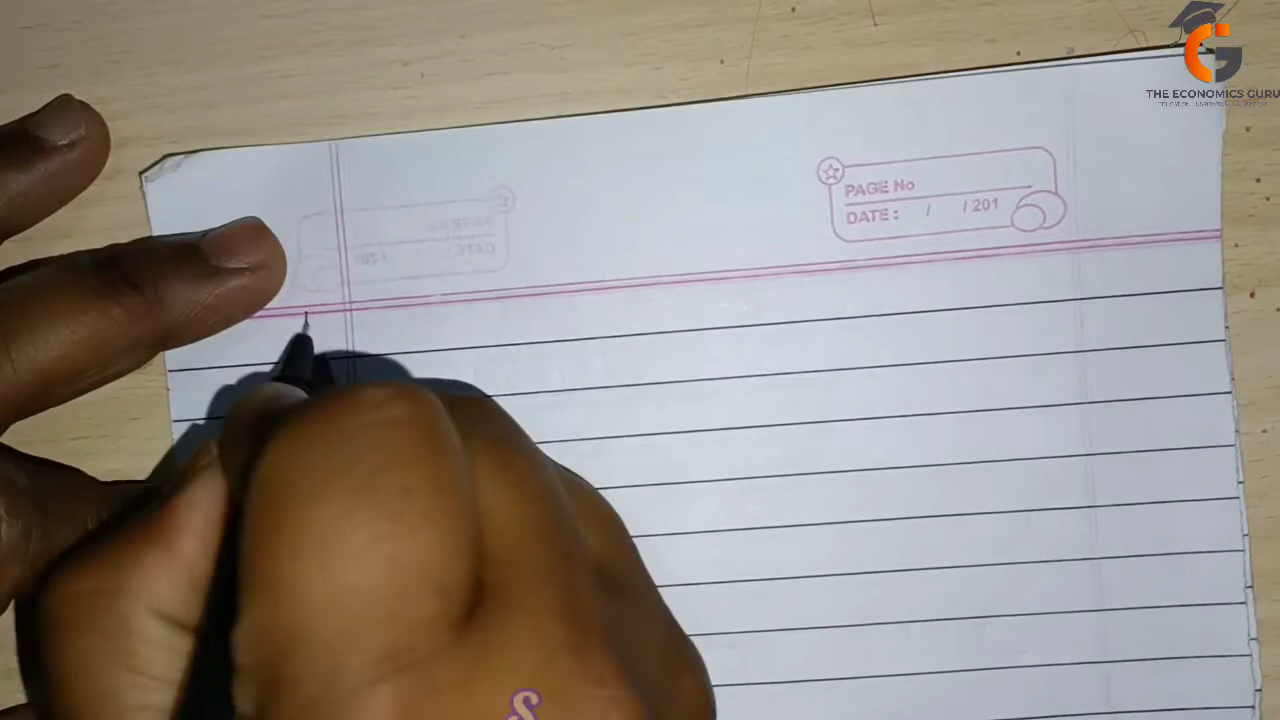 THE ECONOMICS GURU
PAGE No
DATE : / / 201